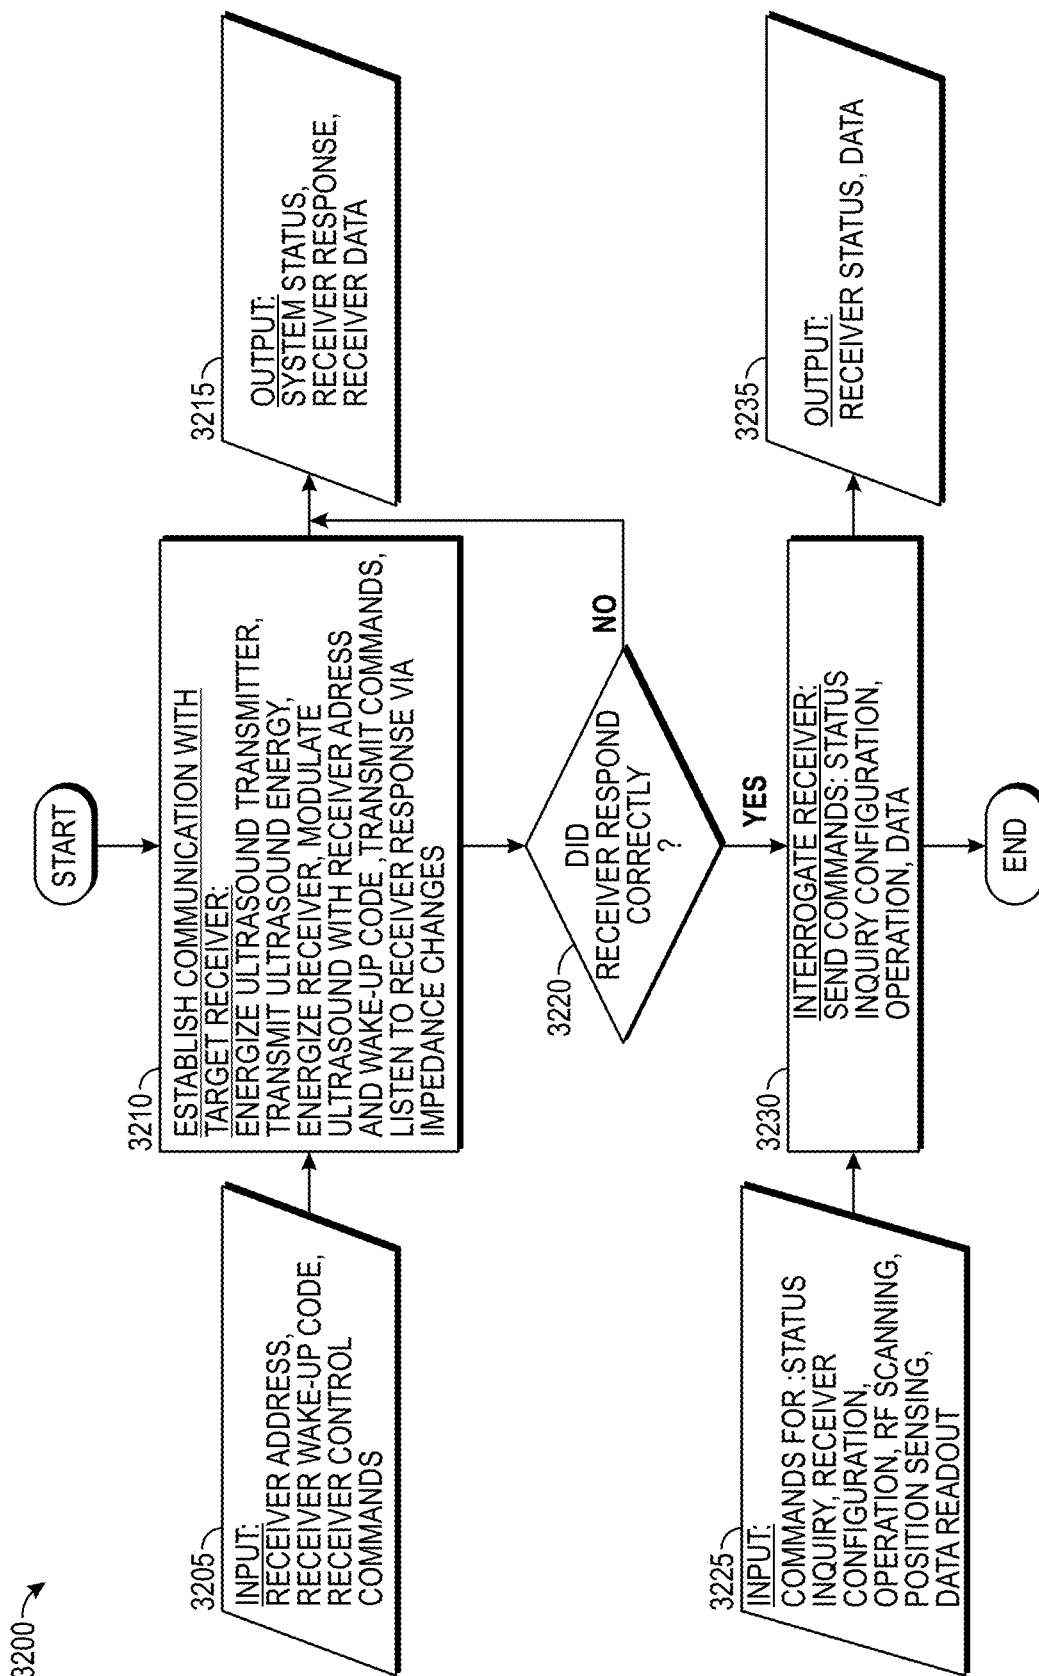 3200
START
3205
INPUT:
RECEIVER ADDRESS,
RECEIVER WAKE-UP CODE,
RECEIVER CONTROL
COMMANDS
3210
ESTABLISH COMMUNICATION WITH
TARGET RECEIVER:
ENERGIZE ULTRASOUND TRANSMITTER,
TRANSMIT ULTRASOUND ENERGY,
ENERGIZE RECEIVER, MODULATE
ULTRASOUND WITH RECEIVER ADRESS
AND WAKE-UP CODE, TRANSMIT COMMANDS,
LISTEN TO RECEIVER RESPONSE VIA
IMPEDANCE CHANGES
3215
OUTPUT:
SYSTEM STATUS,
RECEIVER RESPONSE,
RECEIVER DATA
3220
DID
RECEIVER RESPOND
CORRECTLY
?
NO
YES
3225
INPUT:
COMMANDS FOR :STATUS
INQUIRY, RECEIVER
CONFIGURATION,
OPERATION, RF SCANNING,
POSITION SENSING,
DATA READOUT
3230
INTERROGATE RECEIVER:
SEND COMMANDS: STATUS
INQUIRY CONFIGURATION,
OPERATION, DATA
3235
OUTPUT:
RECEIVER STATUS, DATA
END